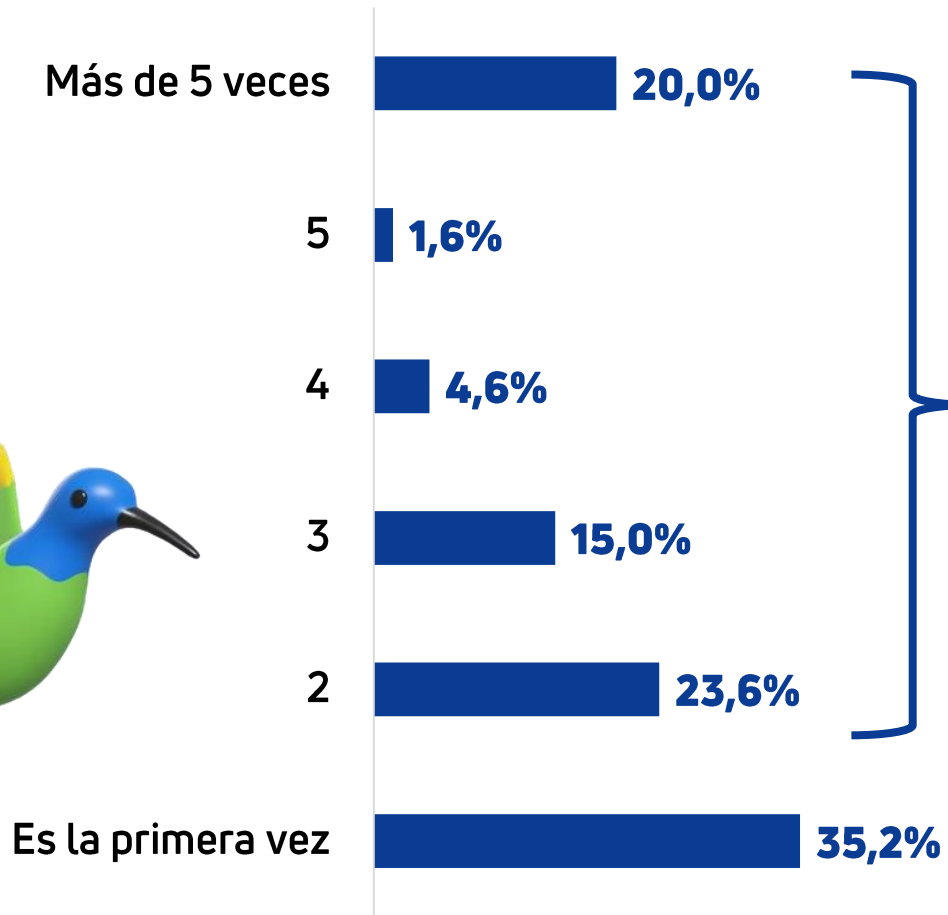 Más de 5 veces 20,0%
5 1,6%
4 4,6%
3 15,0%
2 23,6%
Es la primera vez 35,2%